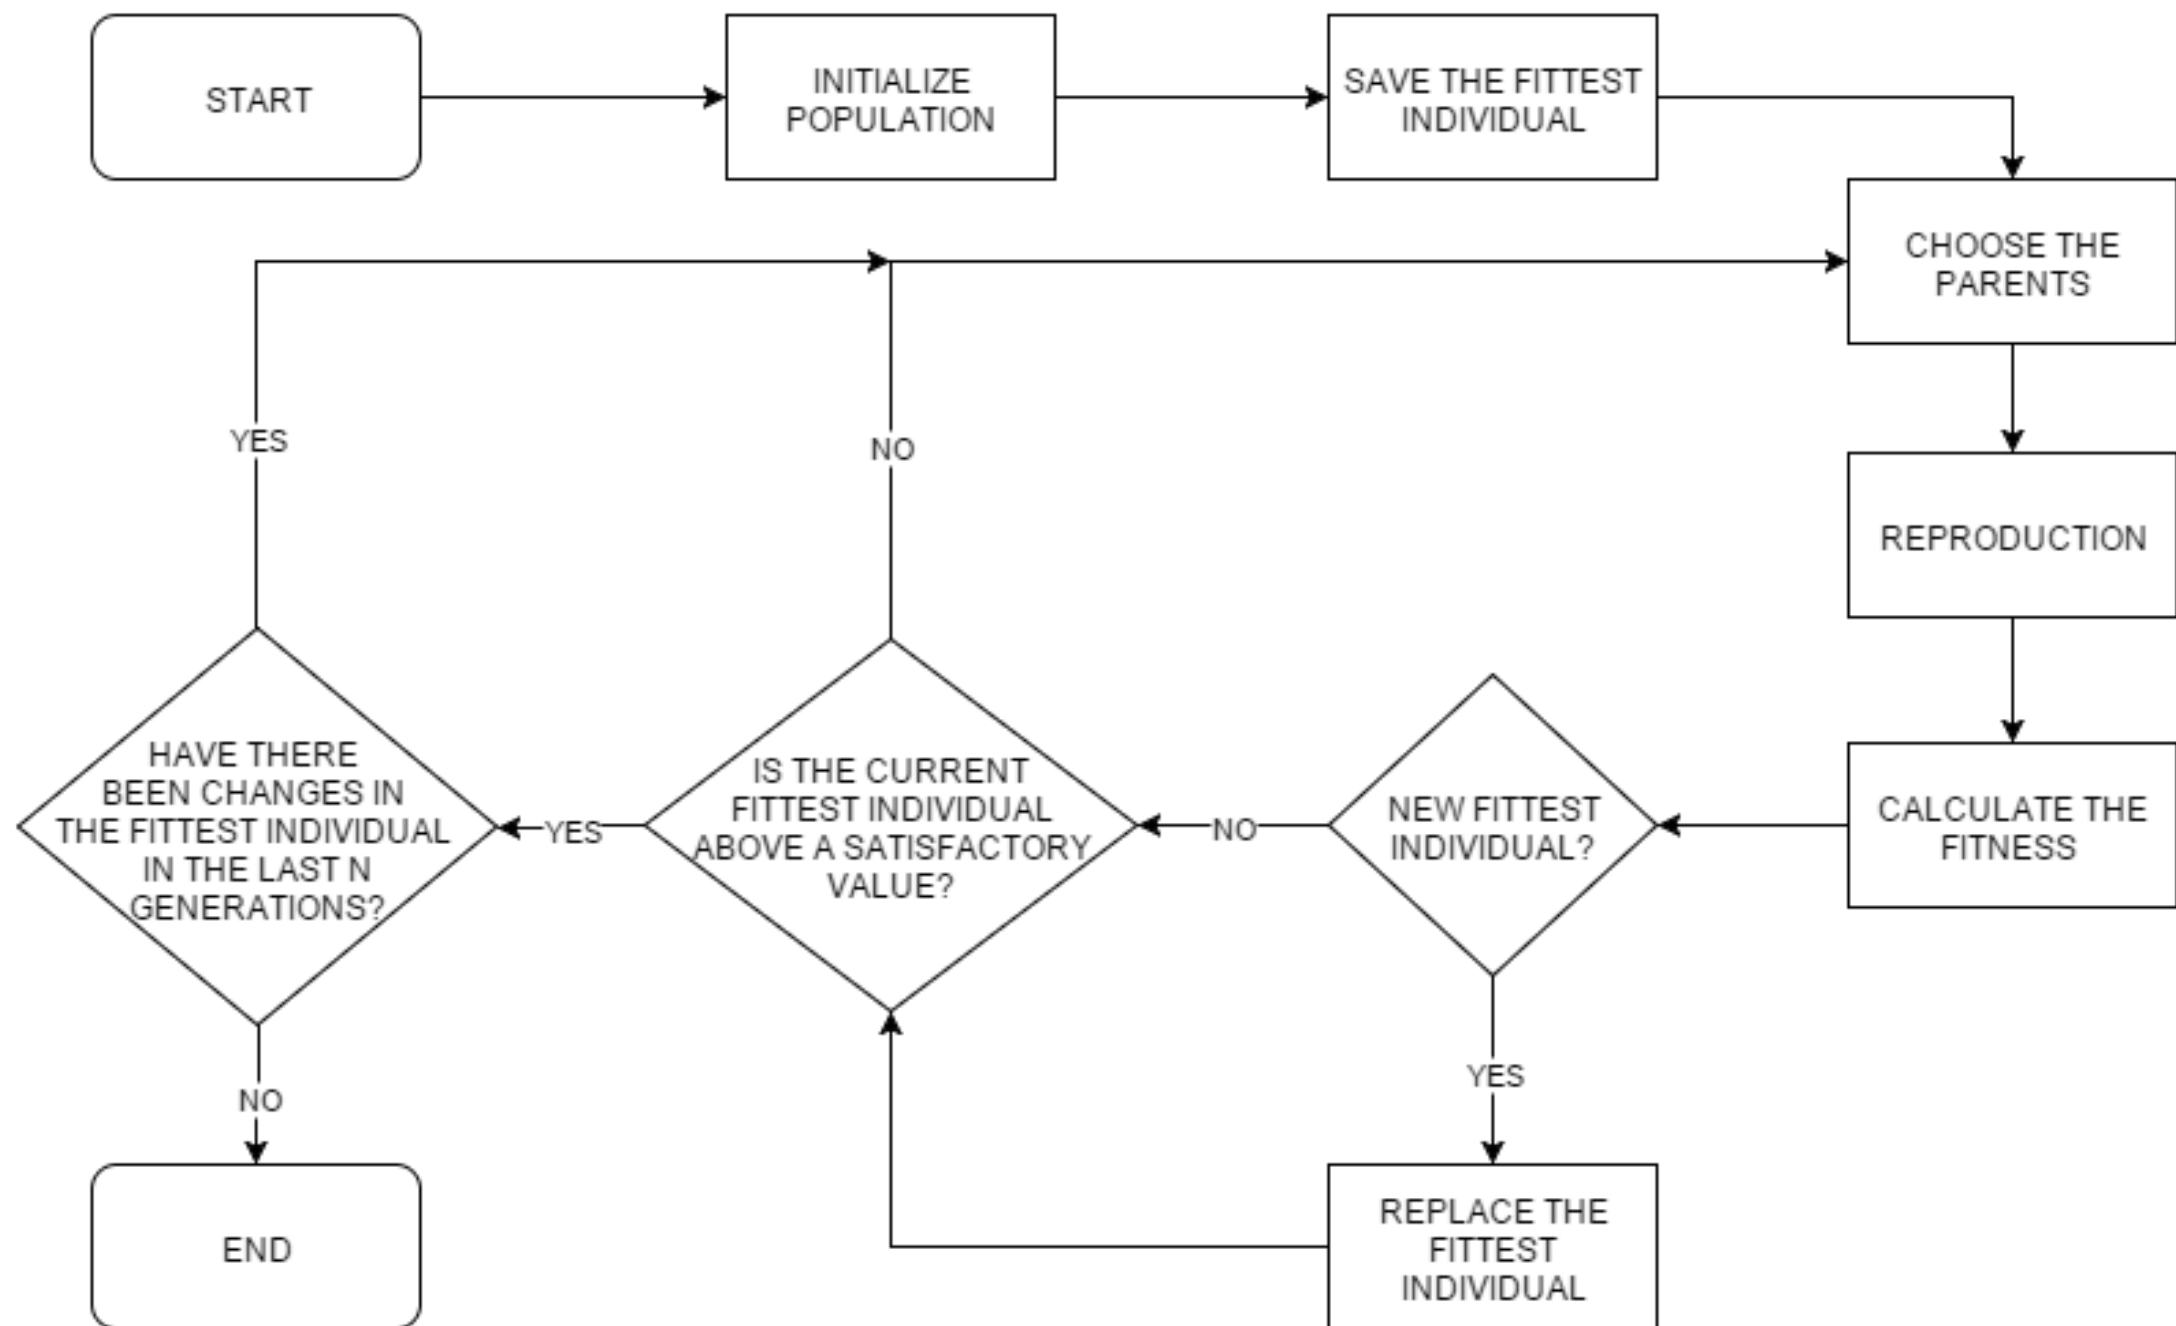 START
INITIALIZE
POPULATION
SAVE THE FITTEST
INDIVIDUAL
CHOOSE THE
PARENTS
YES
NO
REPRODUCTION
HAVE THERE
BEEN CHANGES IN
THE FITTEST INDIVIDUAL
IN THE LAST N
GENERATIONS?
YES
IS THE CURRENT
FITTEST INDIVIDUAL
ABOVE A SATISFACTORY
VALUE?
NO
NEW FITTEST
INDIVIDUAL?
CALCULATE THE
FITNESS
NO
YES
END
REPLACE THE
FITTEST
INDIVIDUAL